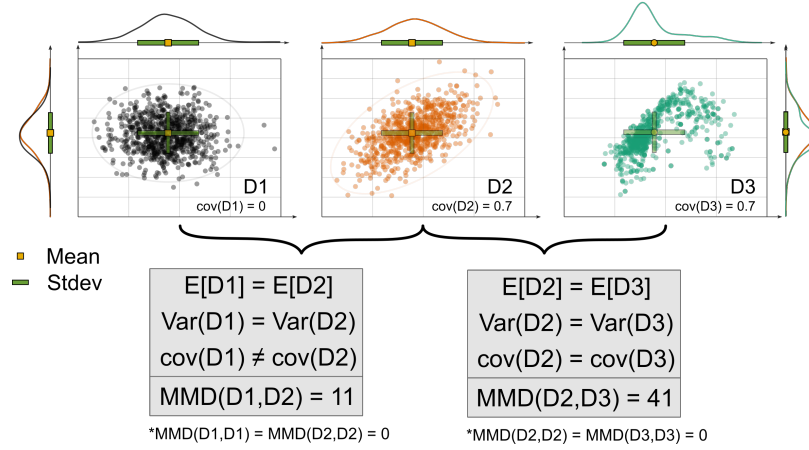 D1
cov(D1) = 0
D2
cov(D2) = 0.7
D3
cov(D3) = 0.7
Mean
Stdev
E[D1] = E[D2]
Var(D1) = Var(D2)
cov(D1) ≠ cov(D2)
MMD(D1,D2) = 11
*MMD(D1,D1) = MMD(D2,D2) = 0
E[D2] = E[D3]
Var(D2) = Var(D3)
cov(D2) = cov(D3)
MMD(D2,D3) = 41
*MMD(D2,D2) = MMD(D3,D3) = 0